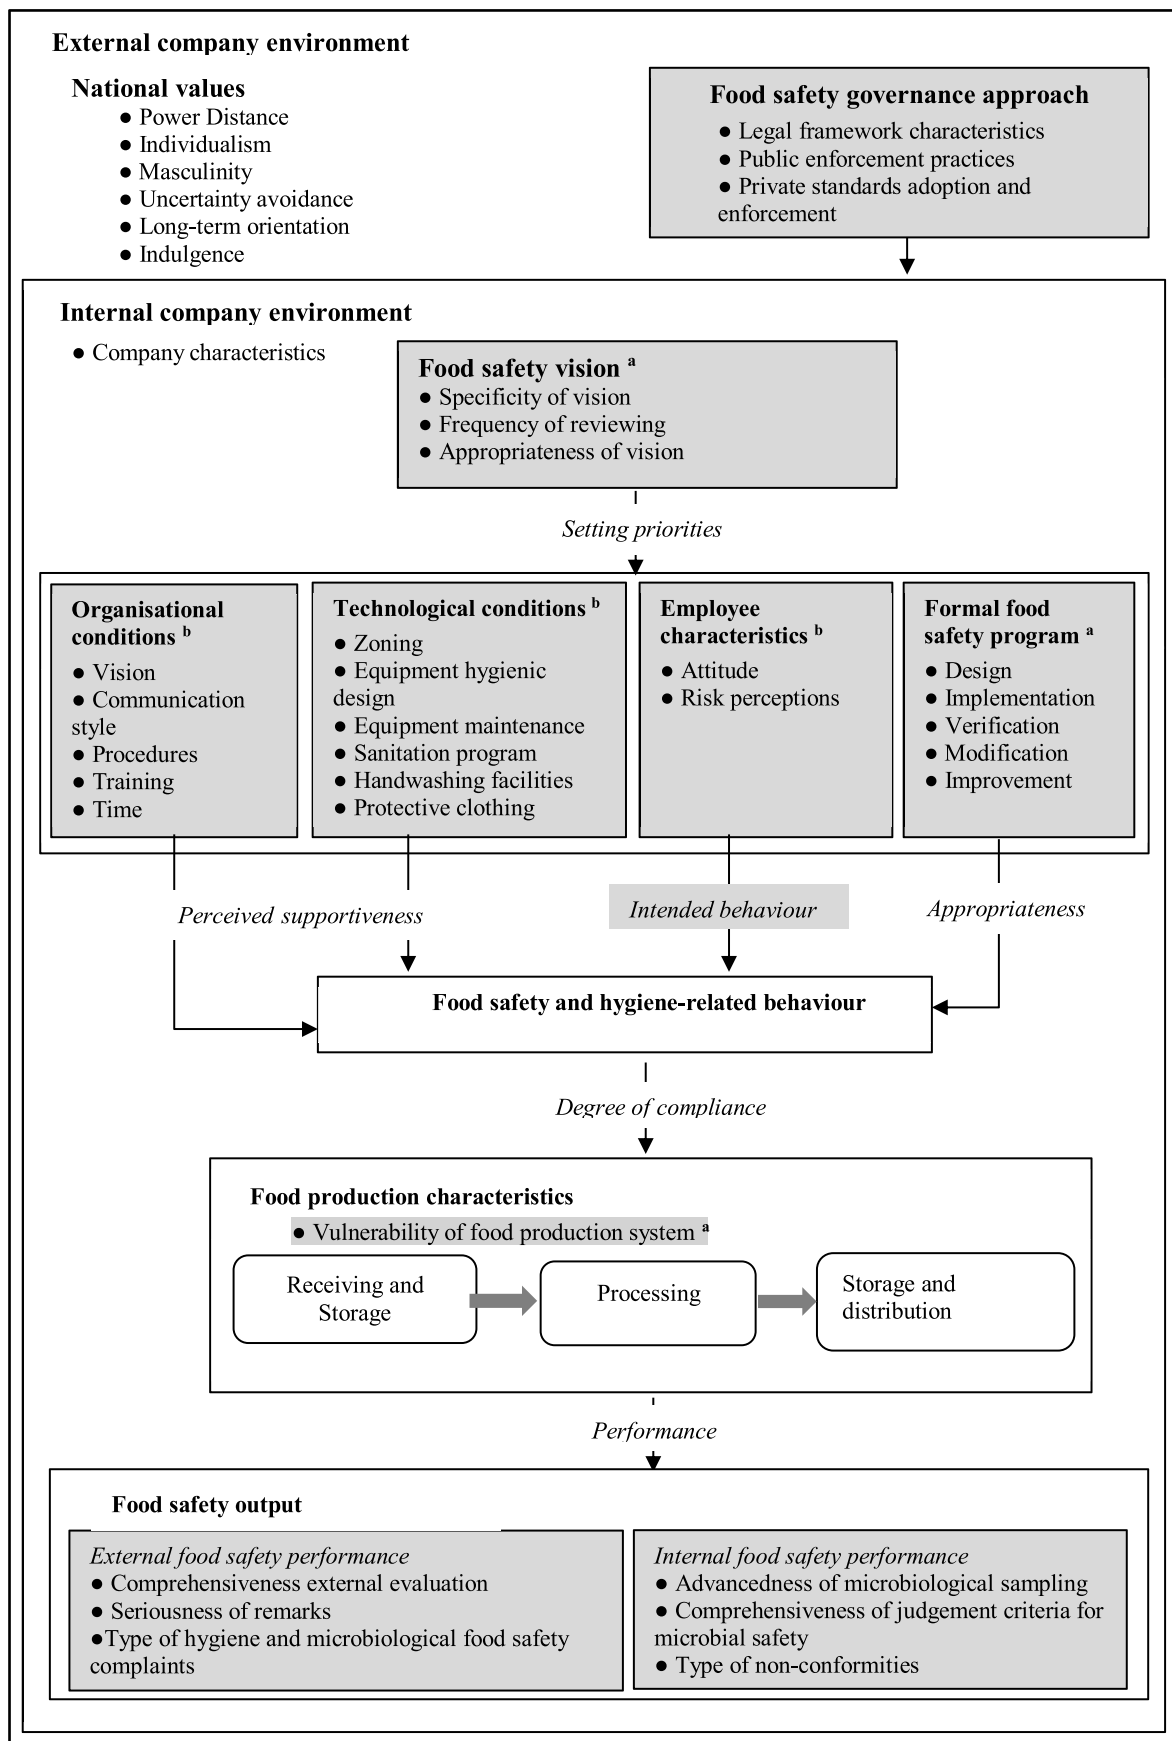 External company environment
National values
● Power Distance
● Individualism
● Masculinity
● Uncertainty avoidance
● Long-term orientation
● Indulgence
Food safety governance approach
● Legal framework characteristics
● Public enforcement practices
● Private standards adoption and
enforcement
Internal company environment
● Company characteristics
Food safety vision ᵃ
● Specificity of vision
● Frequency of reviewing
● Appropriateness of vision
Setting priorities
Organisational
conditions ᵇ
● Vision
● Communication
style
● Procedures
● Training
● Time
Technological conditions ᵇ
● Zoning
● Equipment hygienic
design
● Equipment maintenance
● Sanitation program
● Handwashing facilities
● Protective clothing
Employee
characteristics ᵇ
● Attitude
● Risk perceptions
Formal food
safety program ᵃ
● Design
● Implementation
● Verification
● Modification
● Improvement
Perceived supportiveness
Intended behaviour
Appropriateness
Food safety and hygiene-related behaviour
Degree of compliance
Food production characteristics
● Vulnerability of food production system ᵃ
Receiving and
Storage
Processing
Storage and
distribution
Performance
Food safety output
External food safety performance
● Comprehensiveness external evaluation
● Seriousness of remarks
●Type of hygiene and microbiological food safety
complaints
Internal food safety performance
● Advancedness of microbiological sampling
● Comprehensiveness of judgement criteria for
microbial safety
● Type of non-conformities